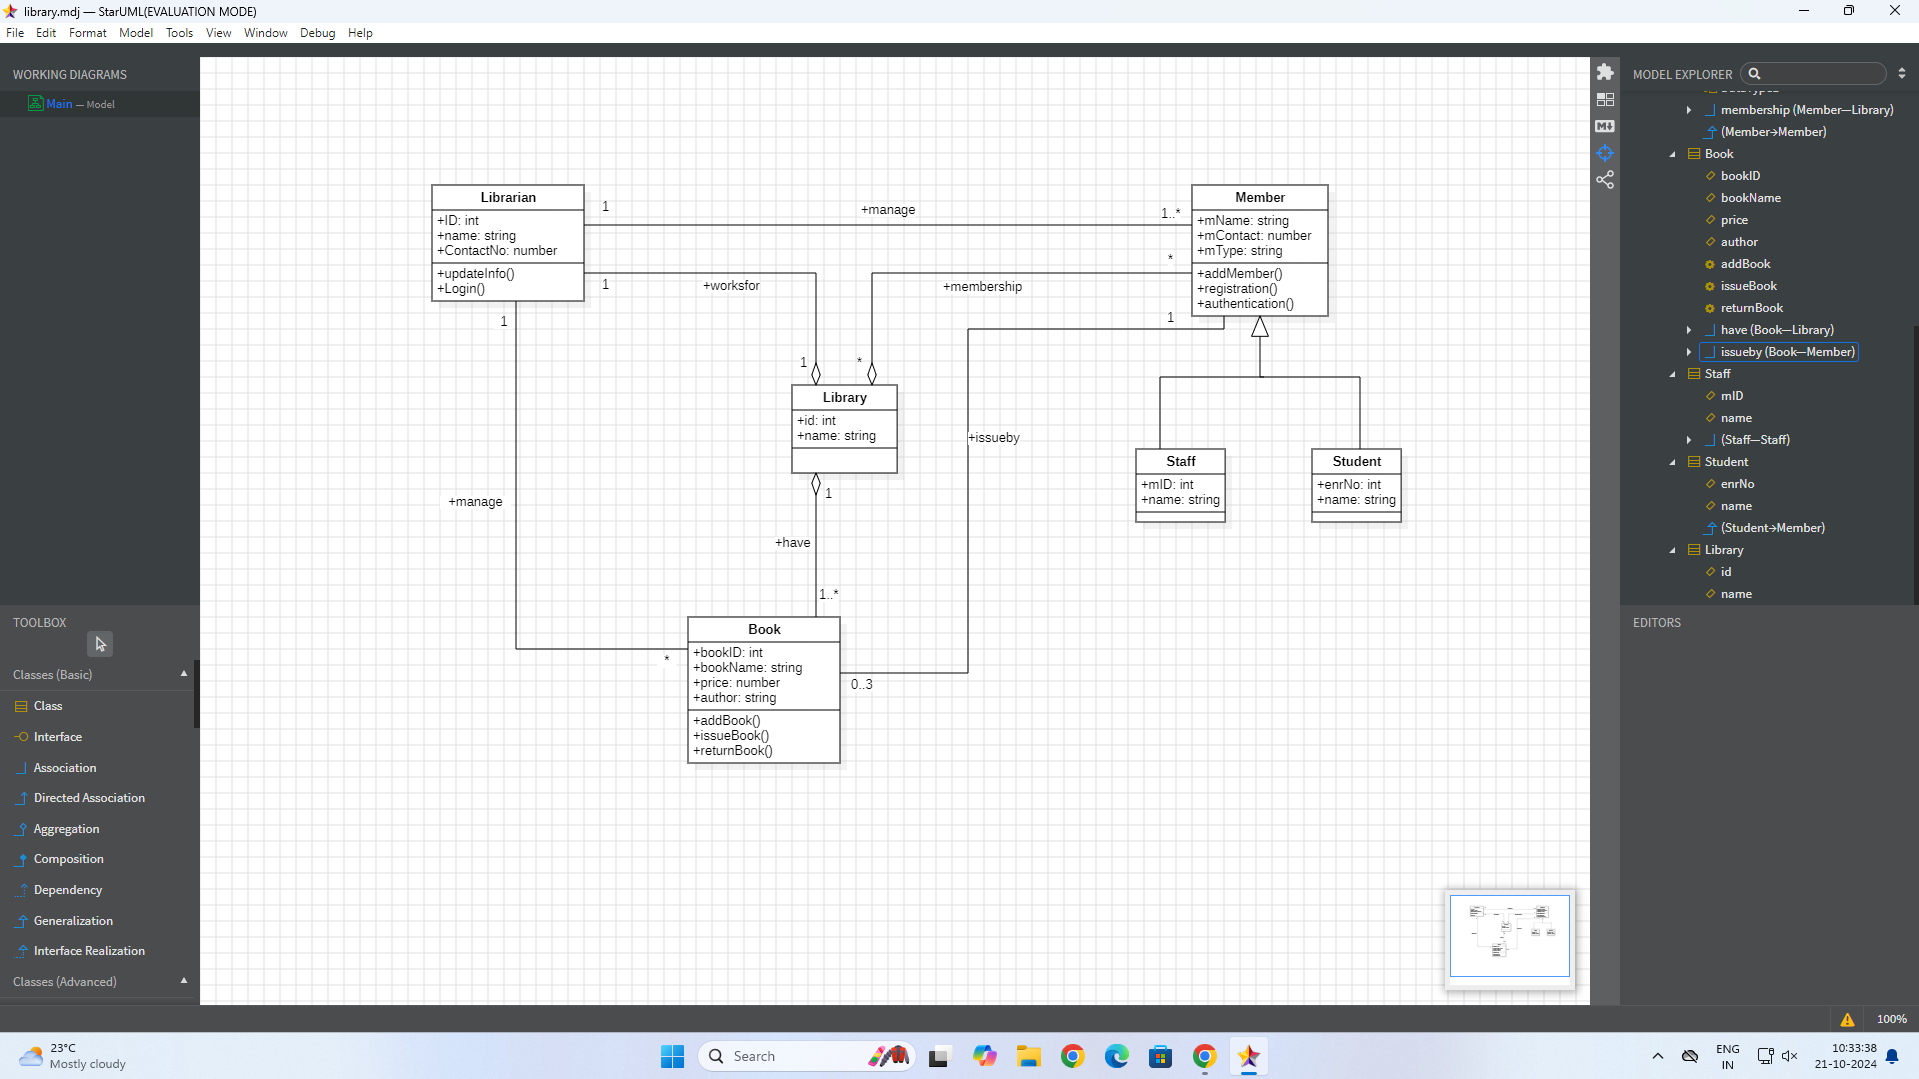 library.mdj — StarUML(EVALUATION MODE)
File Edit Format Model Tools View Window Debug Help
WORKING DIAGRAMS
Main — Model
TOOLBOX
Classes (Basic)
Class
Interface
Association
Directed Association
Aggregation
Composition
Dependency
Generalization
Interface Realization
Classes (Advanced)
Librarian
+ID: int
+name: string
+ContactNo: number
+updateInfo()
+Login()
1
+manage
1..*
1
+worksfor
1
1
+manage
*
Member
+mName: string
+mContact: number
+mType: string
+addMember()
+registration()
+authentication()
*
+membership
*
1
+issueby
0..3
Library
+id: int
+name: string
1
+have
1..*
Staff
+mID: int
+name: string
Student
+enrNo: int
+name: string
Book
+bookID: int
+bookName: string
+price: number
+author: string
+addBook()
+issueBook()
+returnBook()
MODEL EXPLORER
membership (Member—Library)
(Member→Member)
Book
bookID
bookName
price
author
addBook
issueBook
returnBook
have (Book—Library)
issueby (Book—Member)
Staff
mID
name
(Staff—Staff)
Student
enrNo
name
(Student→Member)
Library
id
name
EDITORS
100%
23°C
Mostly cloudy
Search
ENG
IN
10:33:38
21-10-2024